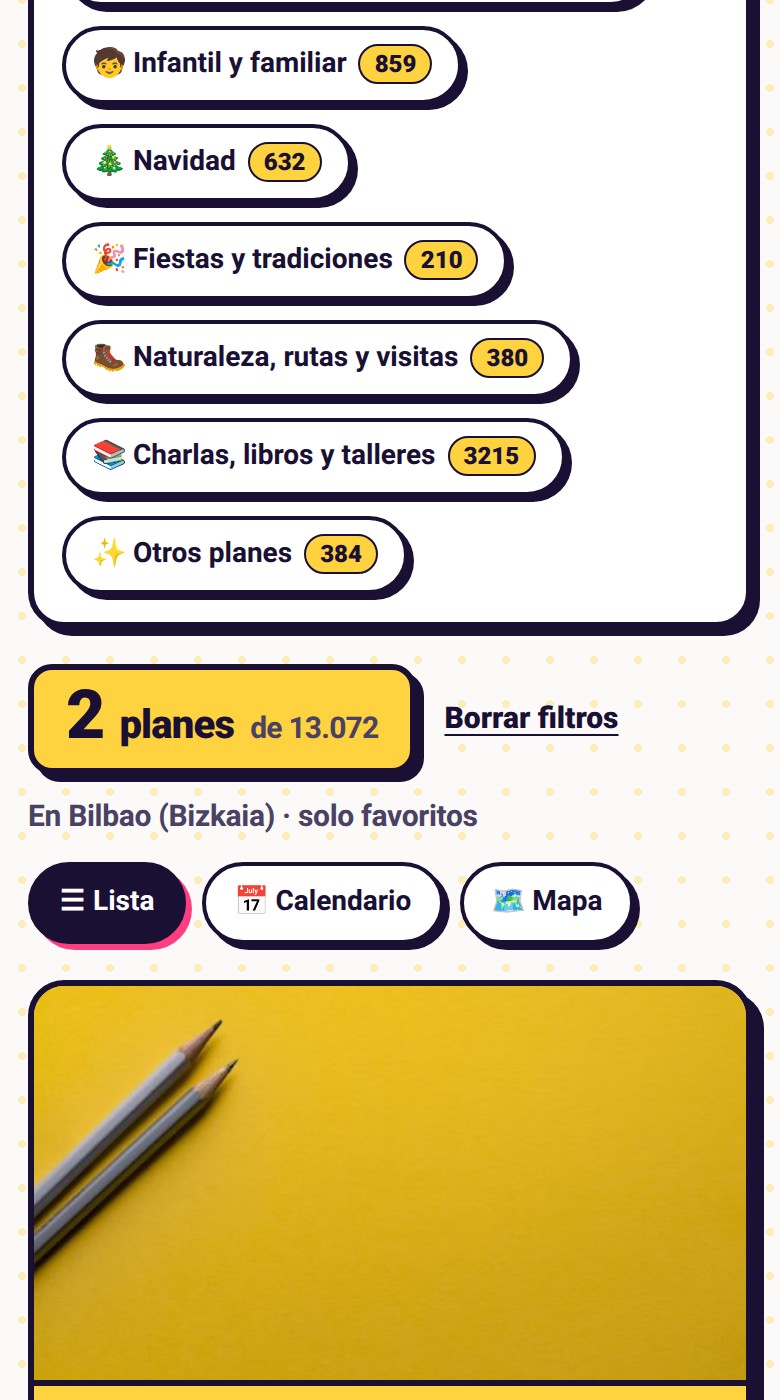 Infantil y familiar 859
Navidad 632
Fiestas y tradiciones 210
Naturaleza, rutas y visitas 380
Charlas, libros y talleres 3215
Otros planes 384
2 planes de 13.072 Borrar filtros
En Bilbao (Bizkaia) · solo favoritos
☰ Lista 📅 Calendario 🗺️ Mapa